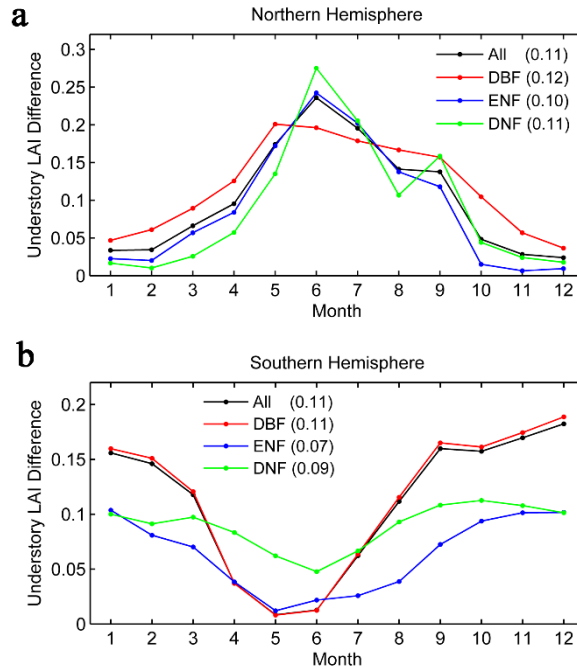 a
Northern Hemisphere
Understory LAI Difference
0.3
0.25
0.2
0.15
0.1
0.05
0
All (0.11)
DBF (0.12)
ENF (0.10)
DNF (0.11)
1 2 3 4 5 6 7 8 9 10 11 12
Month
b
Southern Hemisphere
Understory LAI Difference
0.2
0.15
0.1
0.05
0
All (0.11)
DBF (0.11)
ENF (0.07)
DNF (0.09)
1 2 3 4 5 6 7 8 9 10 11 12
Month